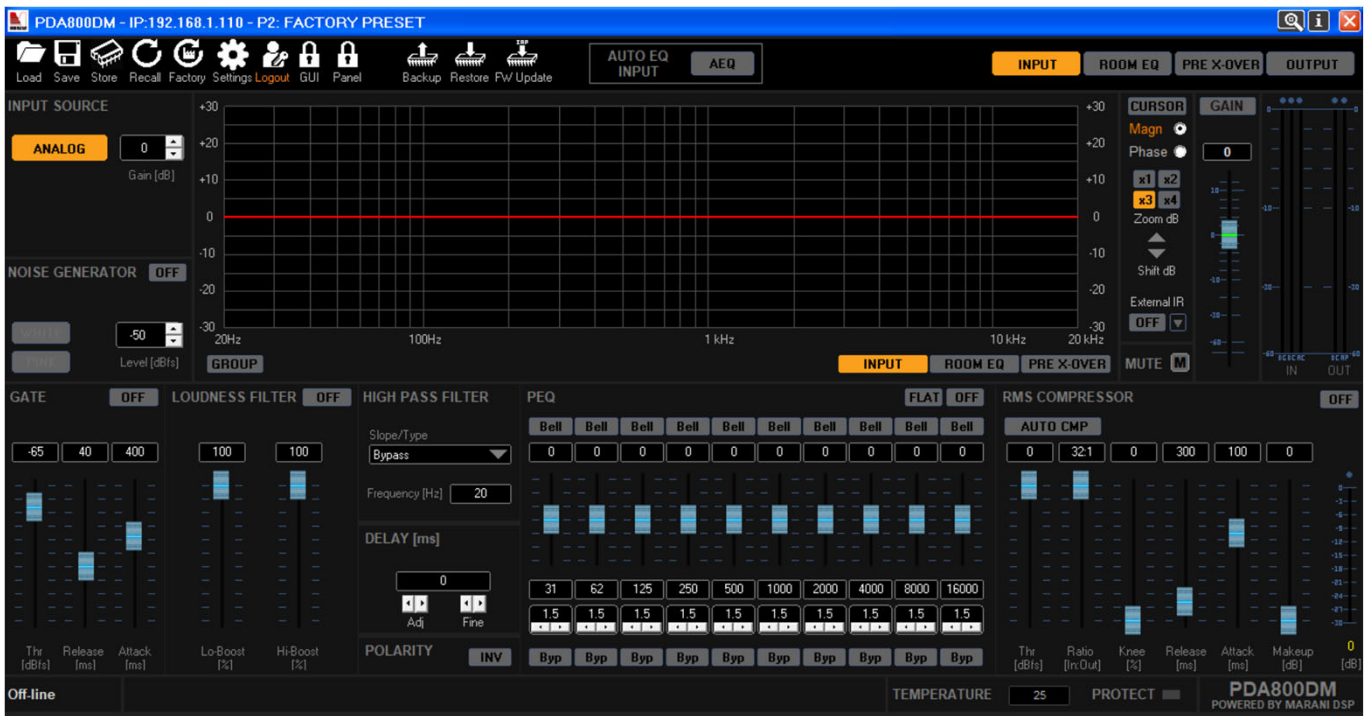 PDA800DM - IP:192.168.1.110 - P2: FACTORY PRESET
Load Save Store Recall Factory Settings Logout GUI Panel Backup Restore FW Update
AUTO EQ
INPUT
AEQ
INPUT ROOM EQ PRE X-OVER OUTPUT
INPUT SOURCE
ANALOG 0
Gain [dB]
NOISE GENERATOR OFF
WHITE -50
PINK Level [dBfs]
+30 +30
+20 +20
+10 +10
0 0
-10 -10
-20 -20
-30 -30
20Hz 100Hz 1 kHz 10 kHz 20 kHz
GROUP INPUT ROOM EQ PRE X-OVER
CURSOR
Magn
Phase
x1 x2
x3 x4
Zoom dB
Shift dB
External IR
OFF
MUTE M
GAIN
0
IN OUT
GATE OFF
-65 40 400
Thr Release Attack
[dBfs] [ms] [ms]
LOUDNESS FILTER OFF
100 100
Lo-Boost Hi-Boost
[%] [%]
HIGH PASS FILTER
Slope/Type
Bypass
Frequency [Hz] 20
DELAY [ms]
0
Adj Fine
POLARITY INV
PEQ FLAT OFF
Bell Bell Bell Bell Bell Bell Bell Bell Bell Bell
0 0 0 0 0 0 0 0 0 0
31 62 125 250 500 1000 2000 4000 8000 16000
1.5 1.5 1.5 1.5 1.5 1.5 1.5 1.5 1.5 1.5
Byp Byp Byp Byp Byp Byp Byp Byp Byp Byp
RMS COMPRESSOR OFF
AUTO CMP
0 32:1 0 300 100 0
Thr Ratio Knee Release Attack Makeup 0
[dBfs] [In:Out] [%] [ms] [ms] [dB] [dB]
Off-line
TEMPERATURE 25 PROTECT
PDA800DM
POWERED BY MARANI DSP